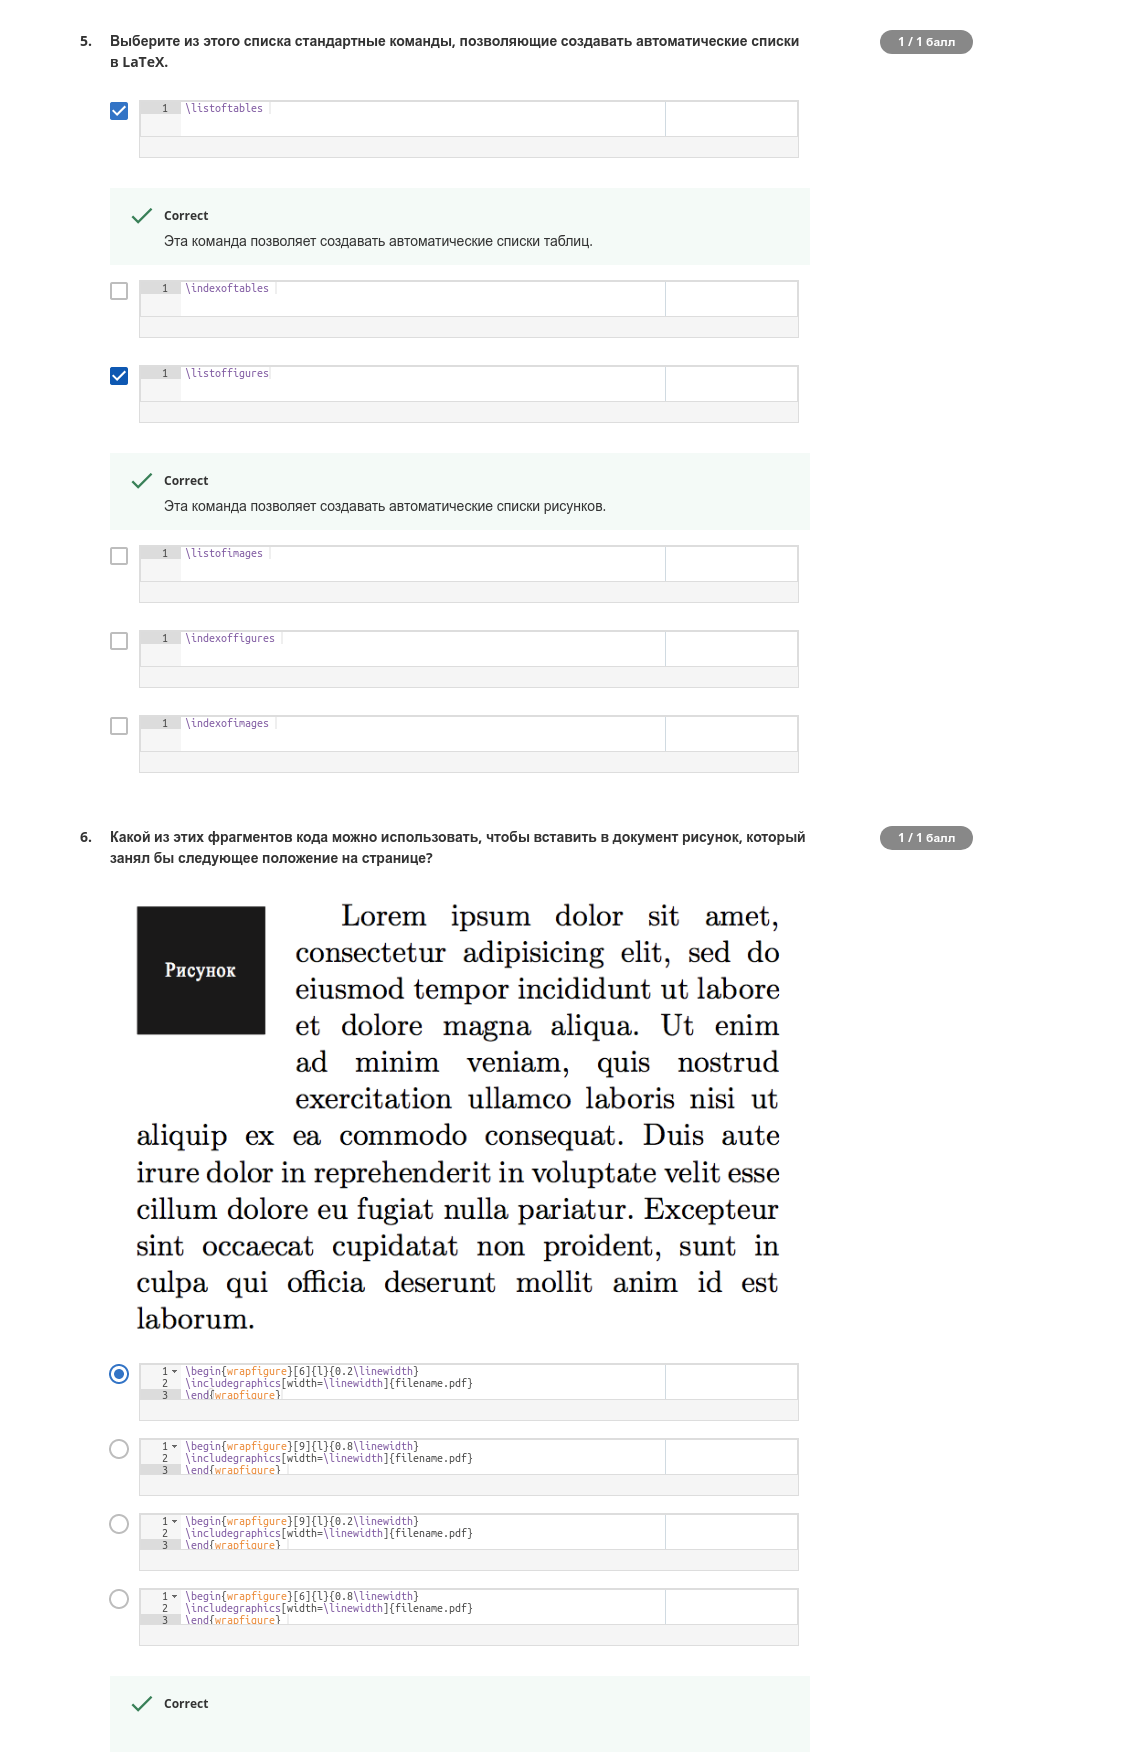 5. Выберите из этого списка стандартные команды, позволяющие создавать автоматические списки
в LaTeX.
1 / 1 балл
1 \listoftables
Correct
Эта команда позволяет создавать автоматические списки таблиц.
1 \indexoftables
1 \listoffigures
Correct
Эта команда позволяет создавать автоматические списки рисунков.
1 \listofimages
1 \indexoffigures
1 \indexofimages
6. Какой из этих фрагментов кода можно использовать, чтобы вставить в документ рисунок, который
занял бы следующее положение на странице?
1 / 1 балл
Рисунок
Lorem ipsum dolor sit amet,
consectetur adipisicing elit, sed do
eiusmod tempor incididunt ut labore
et dolore magna aliqua. Ut enim
ad minim veniam, quis nostrud
exercitation ullamco laboris nisi ut
aliquip ex ea commodo consequat. Duis aute
irure dolor in reprehenderit in voluptate velit esse
cillum dolore eu fugiat nulla pariatur. Excepteur
sint occaecat cupidatat non proident, sunt in
culpa qui officia deserunt mollit anim id est
laborum.
1 \begin{wrapfigure}[6]{l}{0.2\linewidth}
2 \includegraphics[width=\linewidth]{filename.pdf}
3 \end{wrapfigure}
1 \begin{wrapfigure}[9]{l}{0.8\linewidth}
2 \includegraphics[width=\linewidth]{filename.pdf}
3 \end{wrapfigure}
1 \begin{wrapfigure}[9]{l}{0.2\linewidth}
2 \includegraphics[width=\linewidth]{filename.pdf}
3 \end{wrapfigure}
1 \begin{wrapfigure}[6]{l}{0.8\linewidth}
2 \includegraphics[width=\linewidth]{filename.pdf}
3 \end{wrapfigure}
Correct